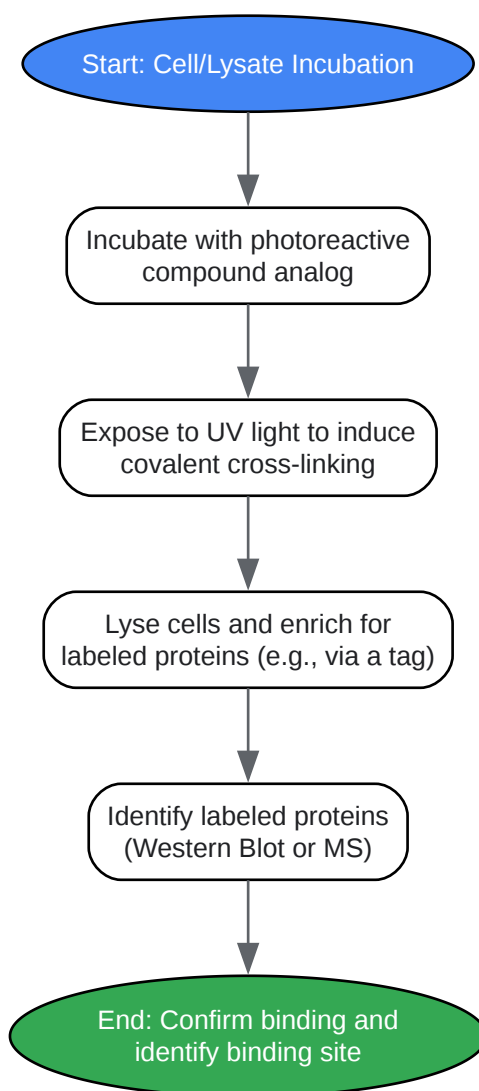 Start: Cell/Lysate Incubation
Incubate with photoreactive
compound analog
Expose to UV light to induce
covalent cross-linking
Lyse cells and enrich for
labeled proteins (e.g., via a tag)
Identify labeled proteins
(Western Blot or MS)
End: Confirm binding and
identify binding site